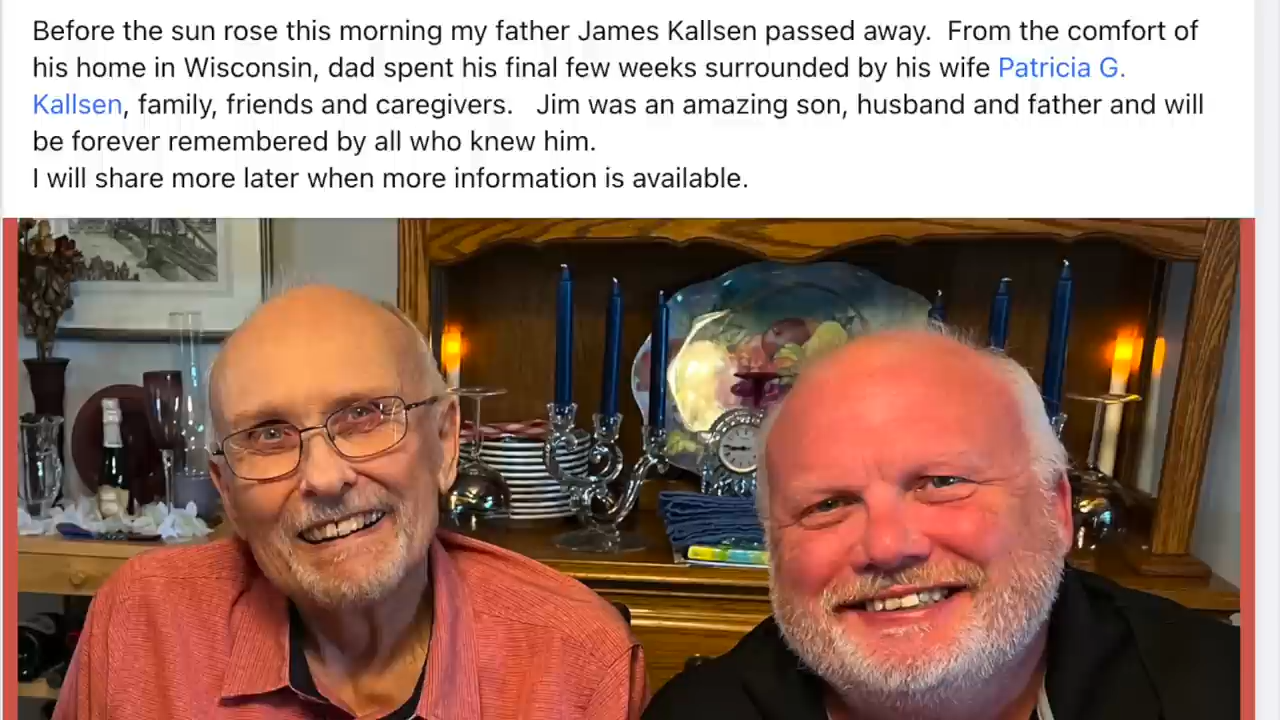 Before the sun rose this morning my father James Kallsen passed away.  From the comfort of
his home in Wisconsin, dad spent his final few weeks surrounded by his wife Patricia G.
Kallsen, family, friends and caregivers.   Jim was an amazing son, husband and father and will
be forever remembered by all who knew him.
I will share more later when more information is available.